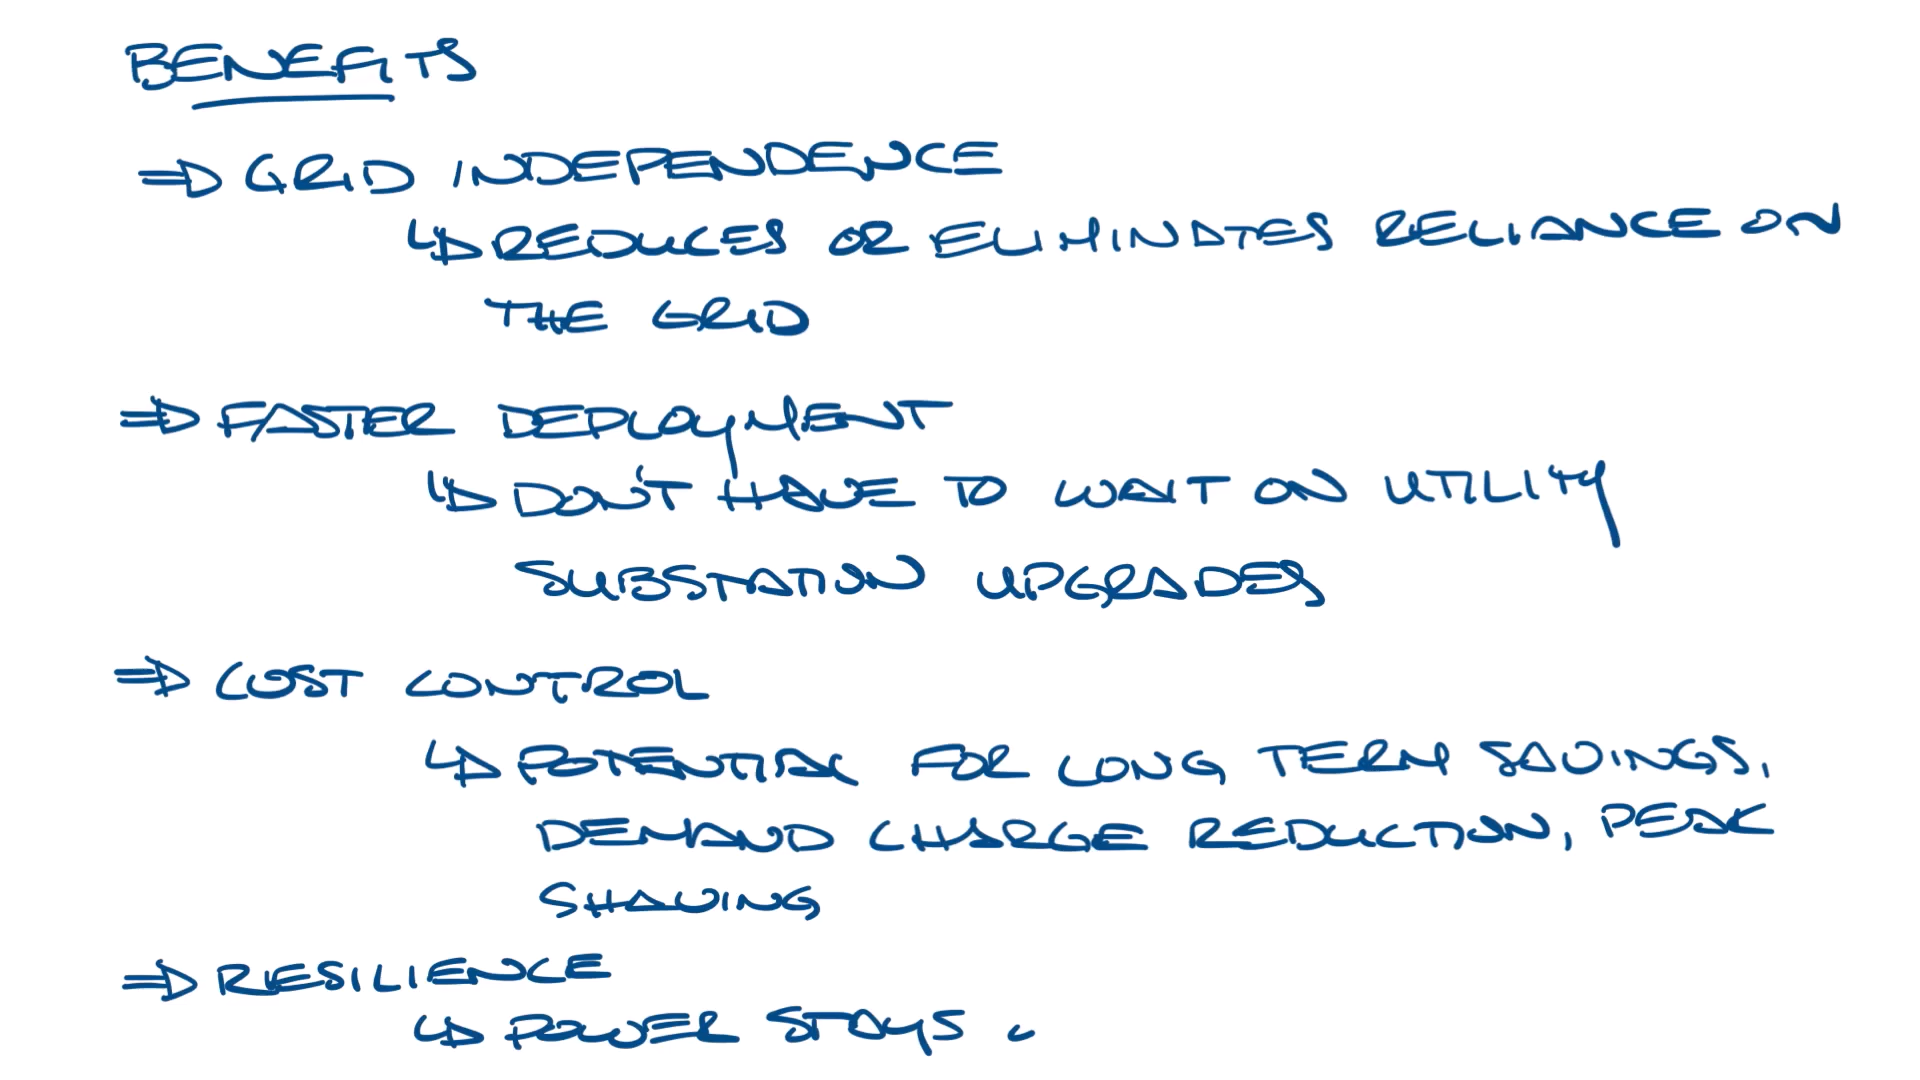 BENEFITS
⇒ GRID INDEPENDENCE
↳ REDUCES OR ELIMINATES RELIANCE ON
THE GRID
⇒ FASTER DEPLOYMENT
↳ DON'T HAVE TO WAIT ON UTILITY
SUBSTATION UPGRADES
⇒ COST CONTROL
↳ POTENTIAL FOR LONG TERM SAVINGS,
DEMAND CHARGE REDUCTION, PEAK
SHAVING
⇒ RESILIENCE
↳ POWER STAYS